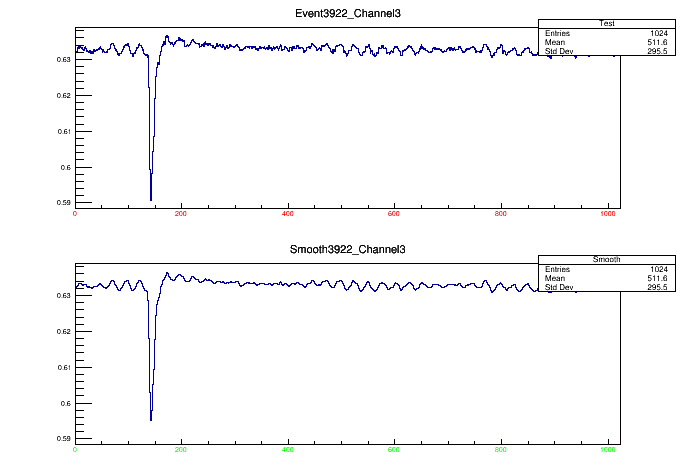 Event3922_Channel3
Test
Entries 1024
Mean 511.6
Std Dev 295.5
0.63
0.62
0.61
0.6
0.59
0 200 400 600 800 1000
Smooth3922_Channel3
Smooth
Entries 1024
Mean 511.6
Std Dev 295.5
0.63
0.62
0.61
0.6
0.59
0 200 400 600 800 1000